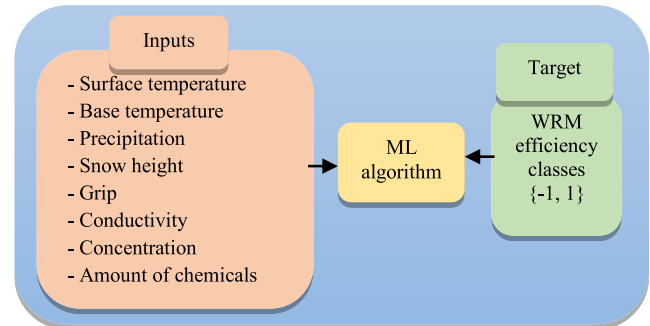 Inputs
- Surface temperature
- Base temperature
- Precipitation
- Snow height
- Grip
- Conductivity
- Concentration
- Amount of chemicals
ML
algorithm
Target
WRM
efficiency
classes
{-1, 1}